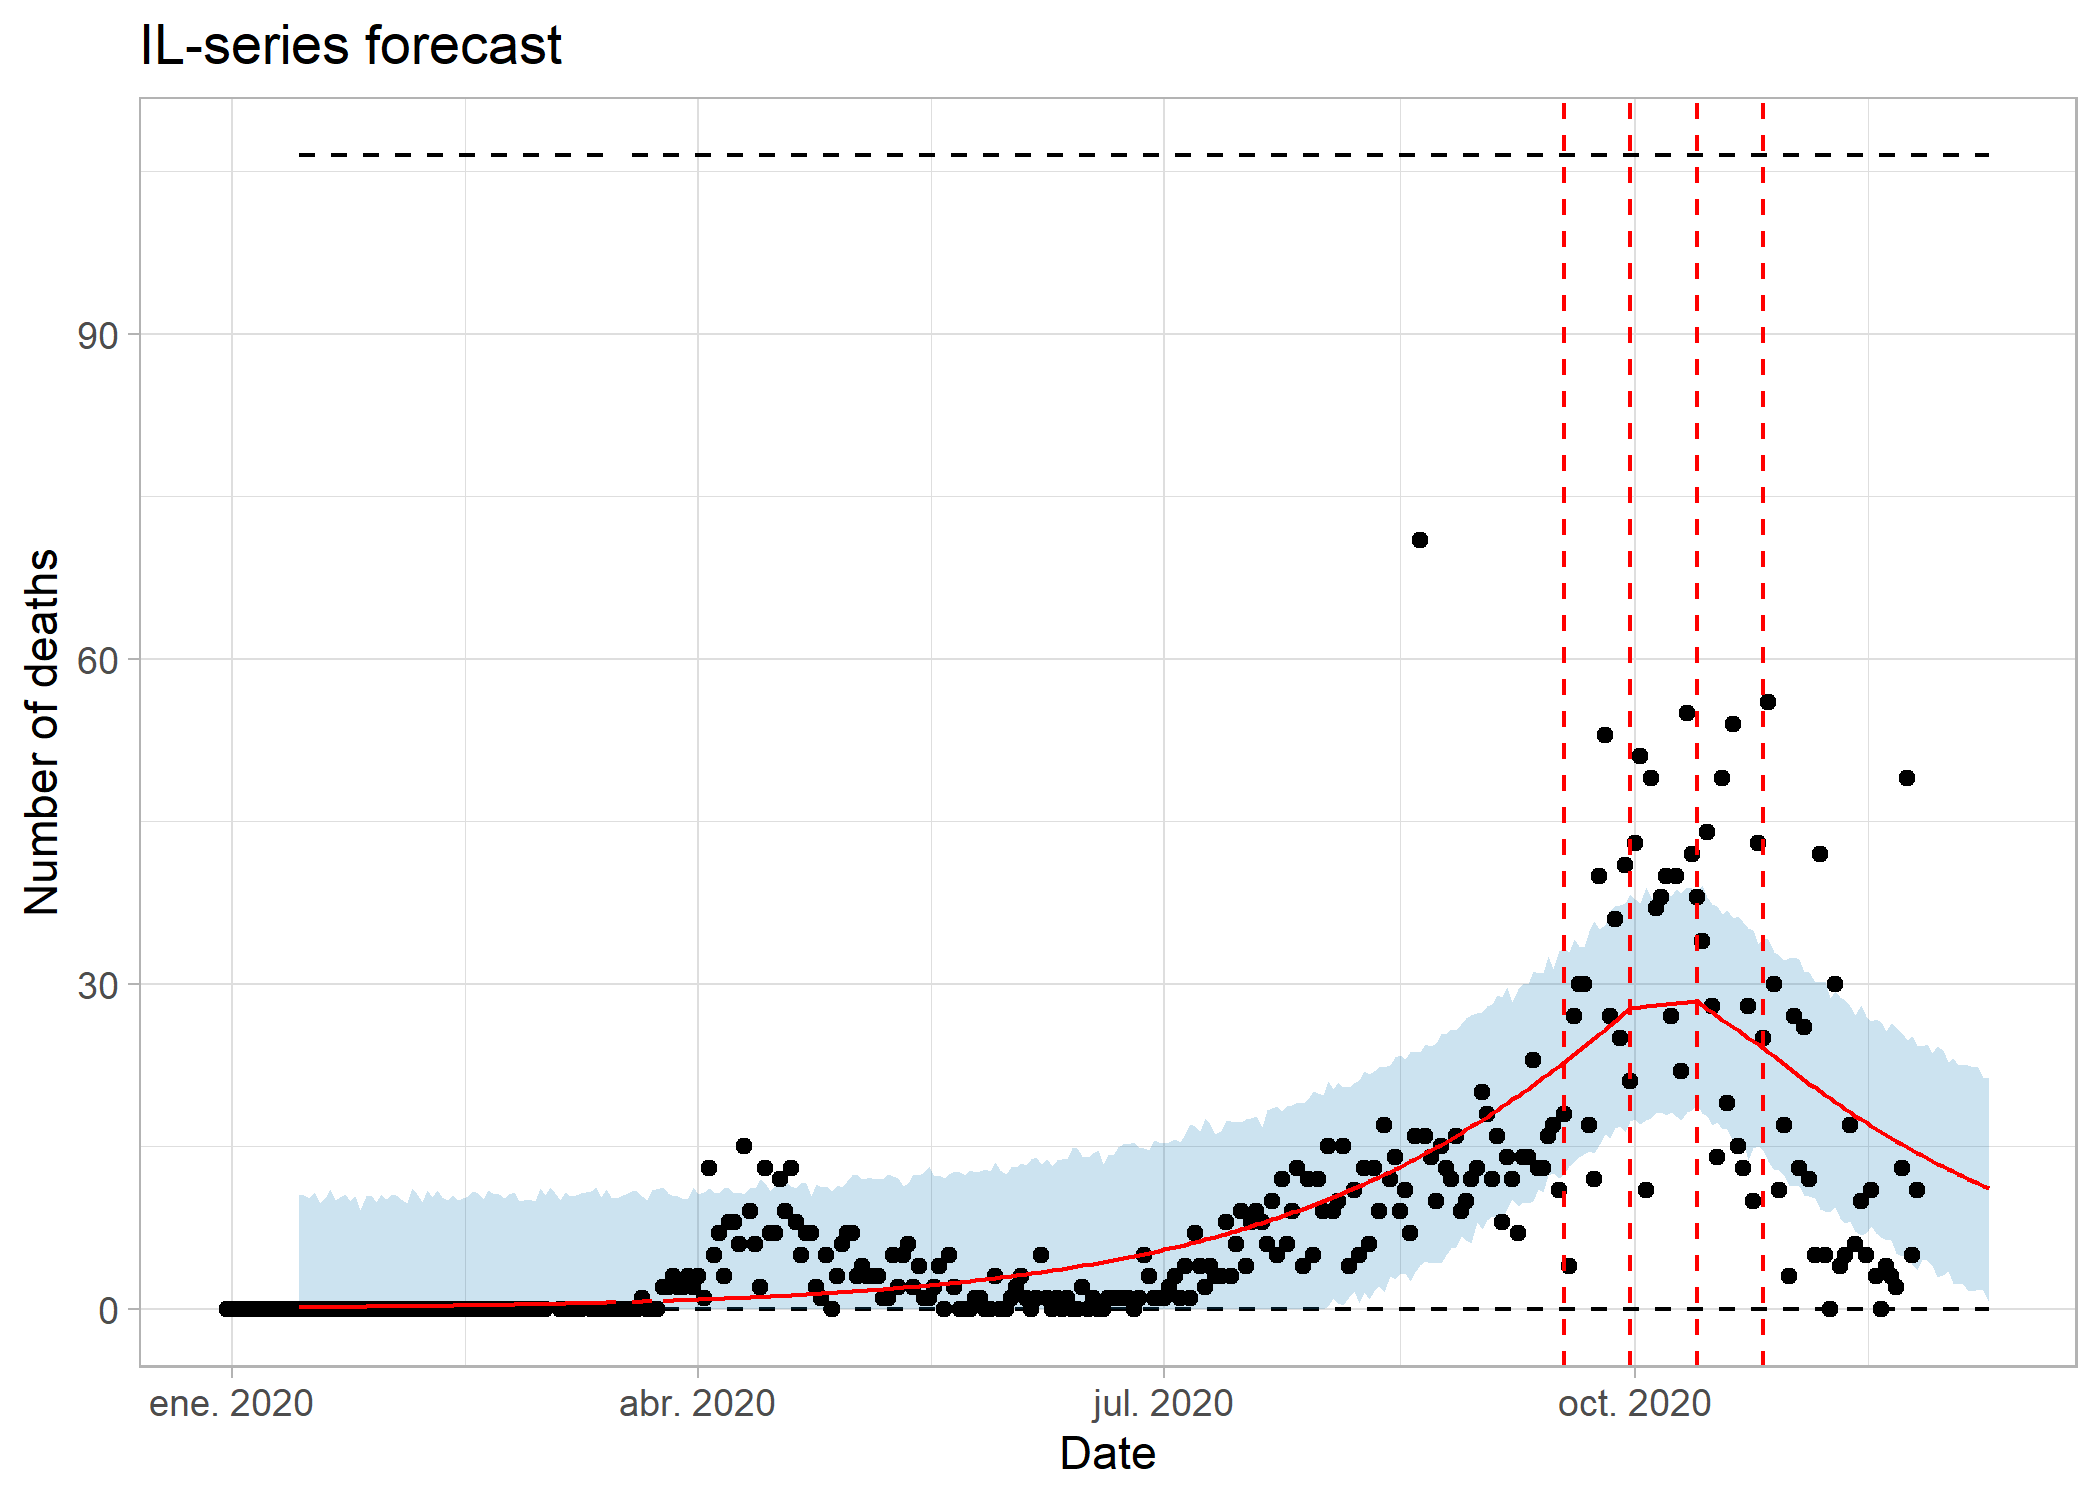 IL-series forecast
Number of deaths
90
60
30
0
ene. 2020
abr. 2020
jul. 2020
oct. 2020
Date